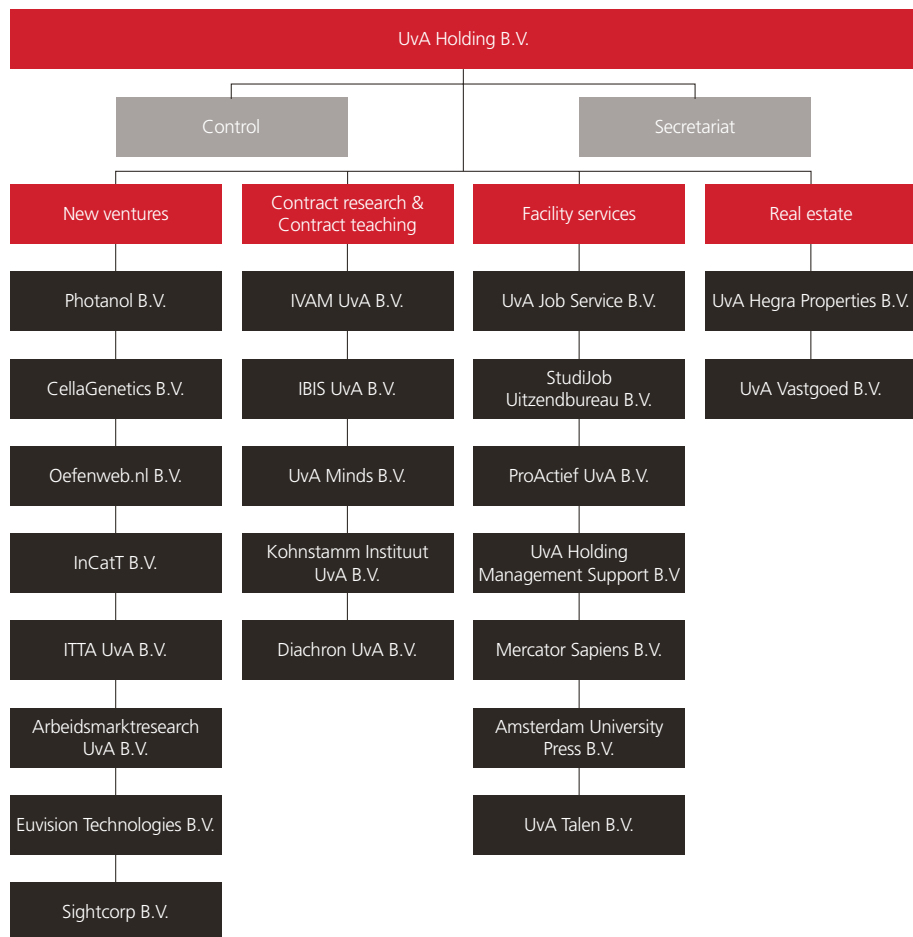 UvA Holding B.V.
Control
Secretariat
New ventures
Contract research &
Contract teaching
Facility services
Real estate
Photanol B.V.
IVAM UvA B.V.
UvA Job Service B.V.
UvA Hegra Properties B.V.
CellaGenetics B.V.
IBIS UvA B.V.
StudiJob
Uitzendbureau B.V.
UvA Vastgoed B.V.
Oefenweb.nl B.V.
UvA Minds B.V.
ProActief UvA B.V.
InCatT B.V.
Kohnstamm Instituut
UvA B.V.
UvA Holding
Management Support B.V
ITTA UvA B.V.
Diachron UvA B.V.
Mercator Sapiens B.V.
Arbeidsmarktresearch
UvA B.V.
Amsterdam University
Press B.V.
Euvision Technologies B.V.
UvA Talen B.V.
Sightcorp B.V.